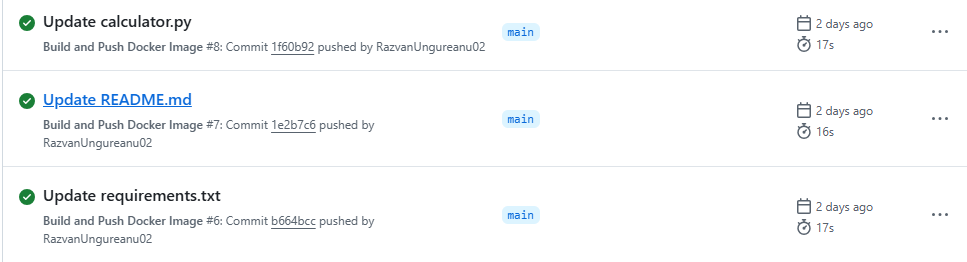 Update calculator.py
Build and Push Docker Image #8: Commit 1f60b92 pushed by RazvanUngureanu02
main
2 days ago
17s
Update README.md
Build and Push Docker Image #7: Commit 1e2b7c6 pushed by
RazvanUngureanu02
main
2 days ago
16s
Update requirements.txt
Build and Push Docker Image #6: Commit b664bcc pushed by
RazvanUngureanu02
main
2 days ago
17s